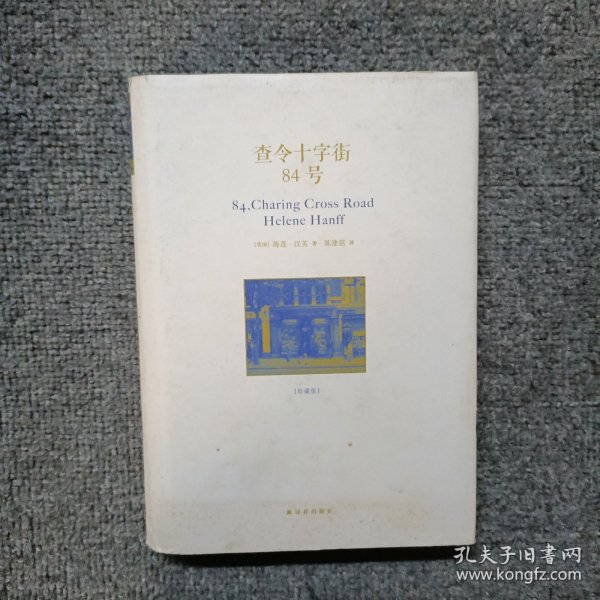 查令十字街
84号
84,Charing Cross Road
Helene Hanff
[美国] 海莲·汉芙 著 陈建铭 译
[珍藏版]
译林出版社
孔夫子旧书网
www.kongfz.com